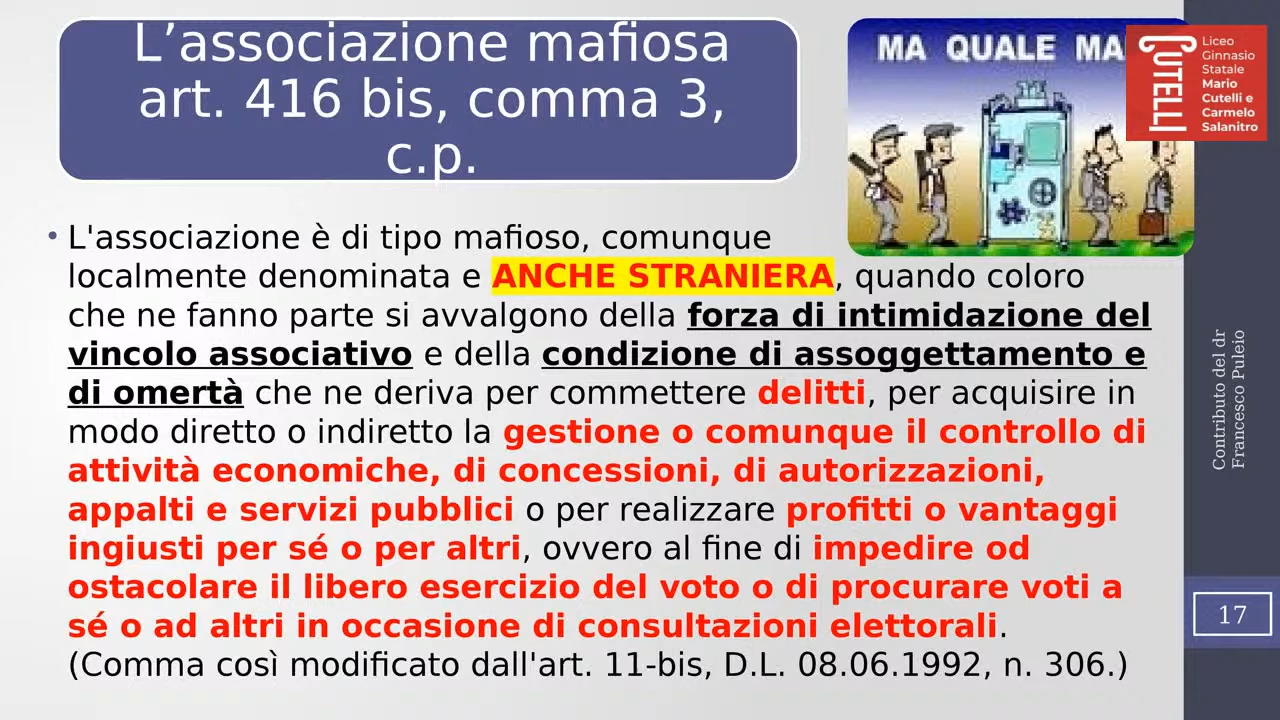 L’associazione mafiosa
art. 416 bis, comma 3,
c.p.
MA QUALE
Liceo
Ginnasio
Statale
Mario
Cutelli e
Carmelo
Salanitro
CUTELLI
• L'associazione è di tipo mafioso, comunque
localmente denominata e ANCHE STRANIERA, quando coloro
che ne fanno parte si avvalgono della forza di intimidazione del
vincolo associativo e della condizione di assoggettamento e
di omertà che ne deriva per commettere delitti, per acquisire in
modo diretto o indiretto la gestione o comunque il controllo di
attività economiche, di concessioni, di autorizzazioni,
appalti e servizi pubblici o per realizzare profitti o vantaggi
ingiusti per sé o per altri, ovvero al fine di impedire od
ostacolare il libero esercizio del voto o di procurare voti a
sé o ad altri in occasione di consultazioni elettorali.
(Comma così modificato dall'art. 11-bis, D.L. 08.06.1992, n. 306.)
Contributo del dr
Francesco Puleio
17